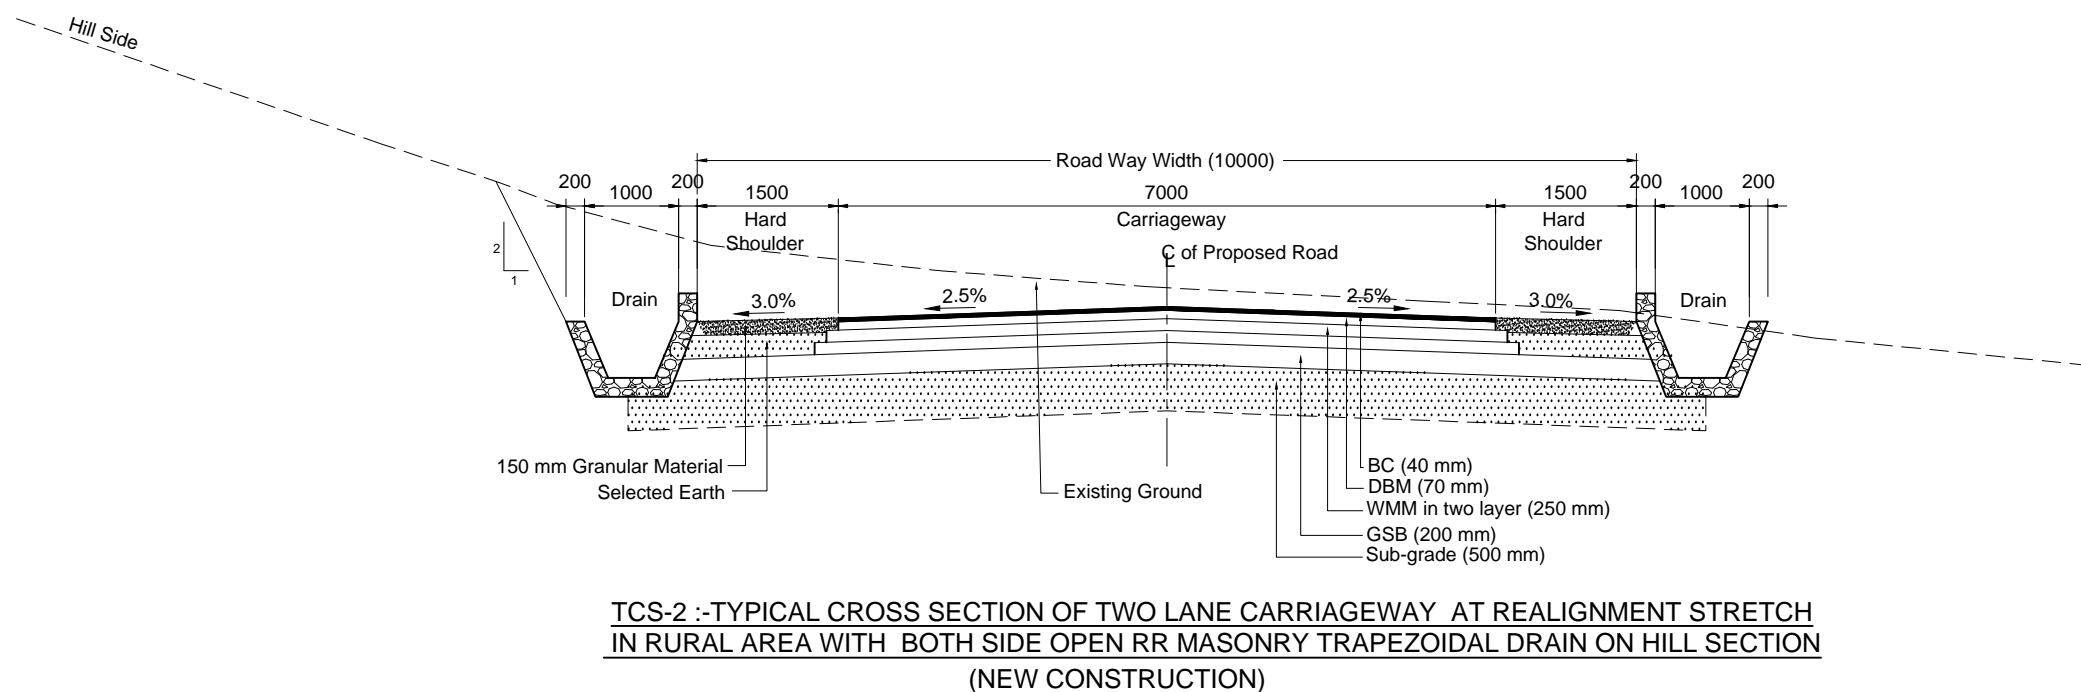 Hill Side
Road Way Width (10000)
200
1000
200
1500
7000
1500
200
1000
200
Hard
Shoulder
Carriageway
Hard
Shoulder
2
1
CL of Proposed Road
Drain
3.0%
2.5%
2.5%
3.0%
Drain
150 mm Granular Material
Selected Earth
Existing Ground
BC (40 mm)
DBM (70 mm)
WMM in two layer (250 mm)
GSB (200 mm)
Sub-grade (500 mm)
TCS-2 :-TYPICAL CROSS SECTION OF TWO LANE CARRIAGEWAY AT REALIGNMENT STRETCH
IN RURAL AREA WITH BOTH SIDE OPEN RR MASONRY TRAPEZOIDAL DRAIN ON HILL SECTION
(NEW CONSTRUCTION)